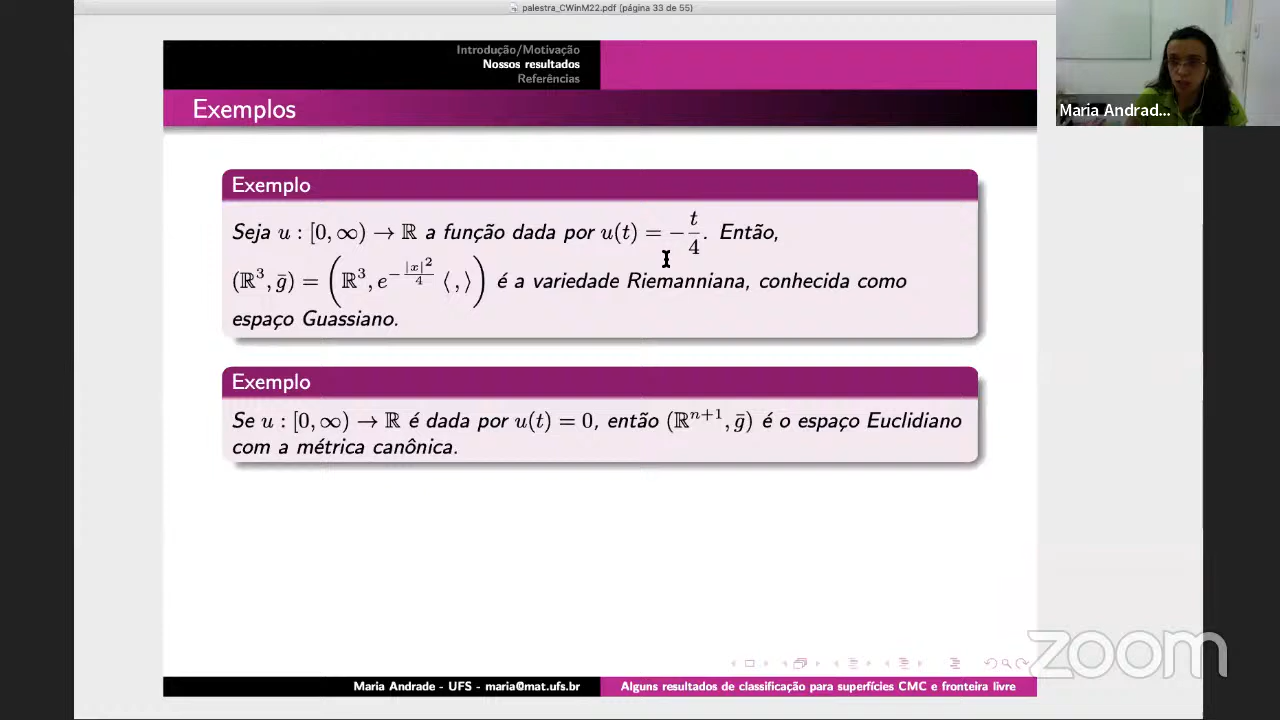 palestra_CWinM22.pdf (página 33 de 55)
Introdução/Motivação
Nossos resultados
Referências
Exemplos
Maria Andrad...
Exemplo
Seja u : [0, ∞) → ℝ a função dada por u(t) = −t/4. Então,
(ℝ³, ḡ) = (ℝ³, e^{−|x|²/4} ⟨ , ⟩) é a variedade Riemanniana, conhecida como
espaço Guassiano.
Exemplo
Se u : [0, ∞) → ℝ é dada por u(t) = 0, então (ℝⁿ⁺¹, ḡ) é o espaço Euclidiano
com a métrica canônica.
zoom
Maria Andrade - UFS - maria@mat.ufs.br
Alguns resultados de classificação para superfícies CMC e fronteira livre